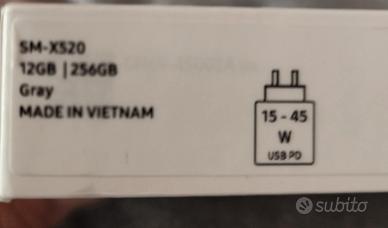 SM-X520
12GB | 256GB
Gray
MADE IN VIETNAM
15 - 45
W
USB PD
subito